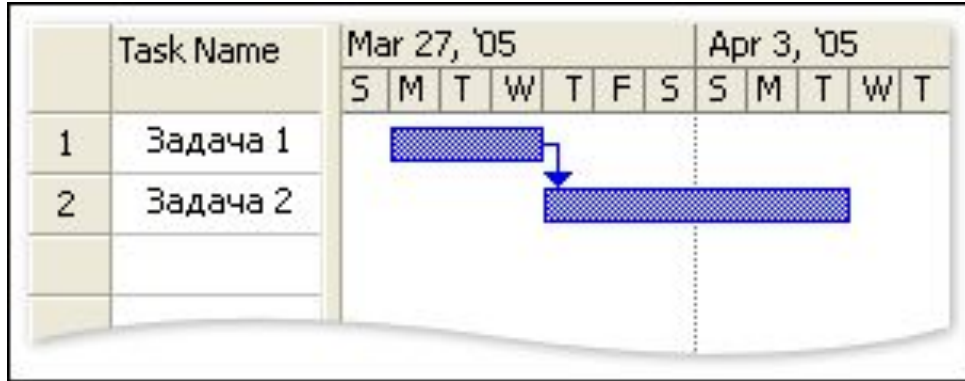 Task Name
Mar 27, '05 Apr 3, '05
S M T W T F S S M T W T
1 Задача 1
2 Задача 2